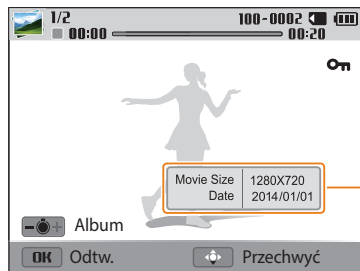 1/2 100-0002
00:00 00:20
Movie Size 1280X720
Date 2014/01/01
Album
OK Odtw. Przechwyć